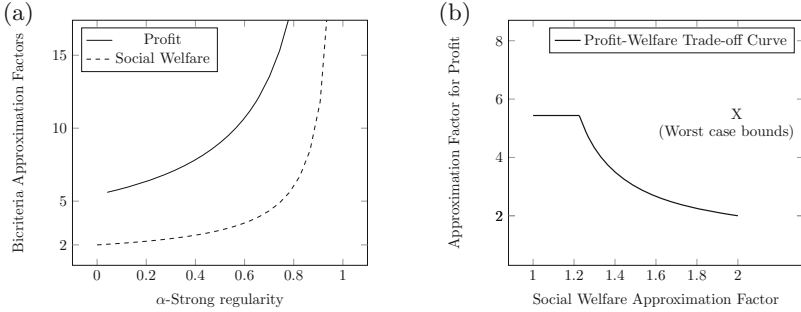 (a)
Bicriteria Approximation Factors
15
10
5
2
Profit
Social Welfare
0
0.2
0.4
0.6
0.8
1
α-Strong regularity
(b)
Approximation Factor for Profit
8
6
4
2
Profit-Welfare Trade-off Curve
X
(Worst case bounds)
1
1.2
1.4
1.6
1.8
2
Social Welfare Approximation Factor